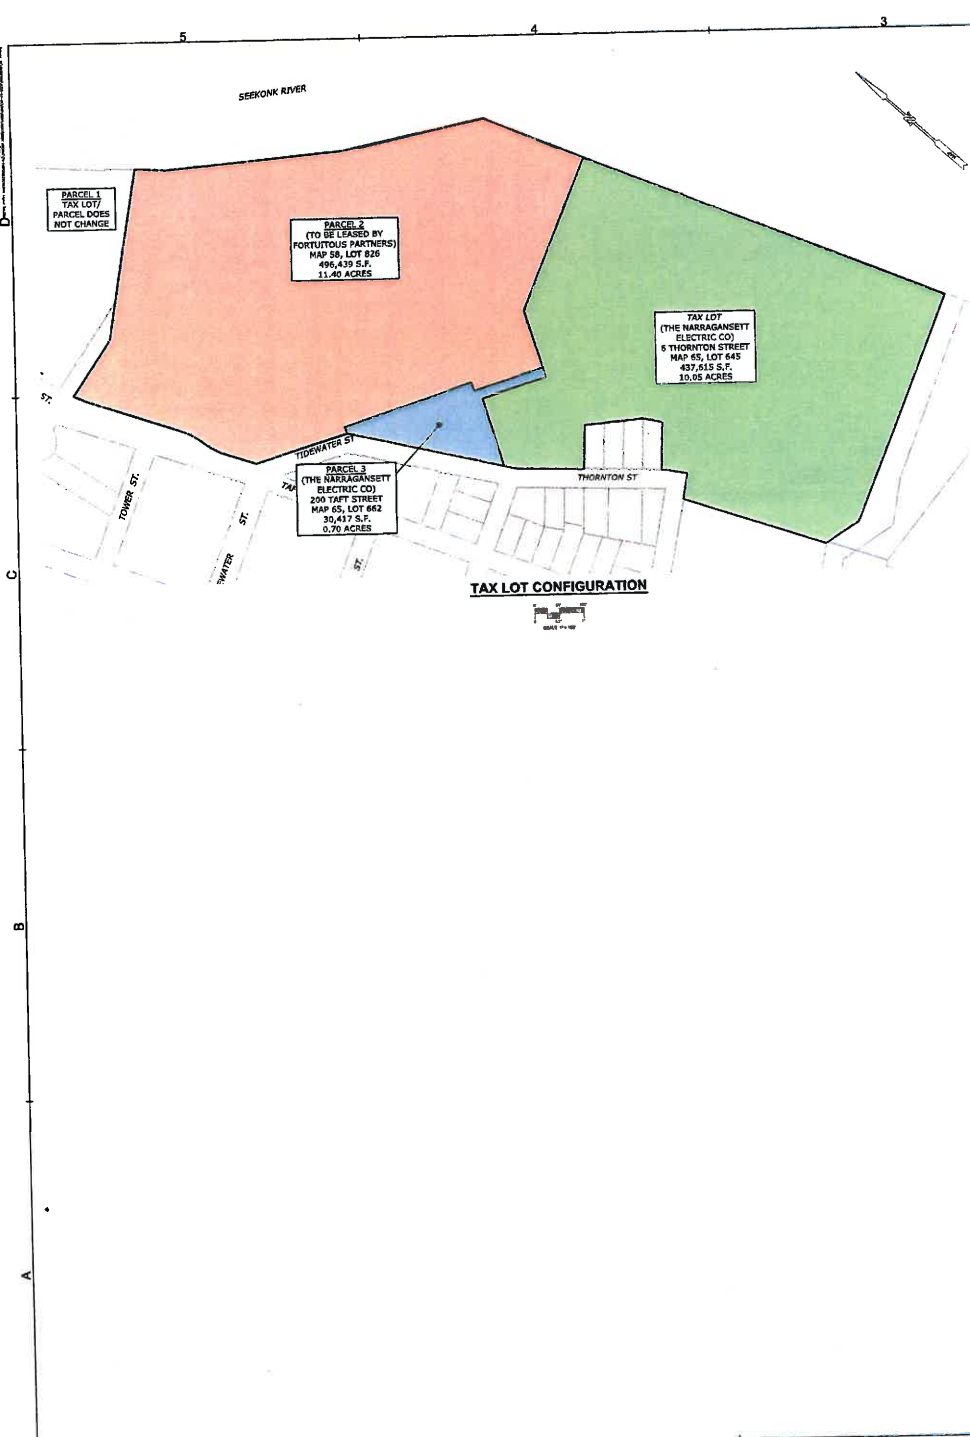 5
4
3
SEEKONK RIVER
D
PARCEL 1
TAX LOT/
PARCEL DOES
NOT CHANGE
PARCEL 2
(TO BE LEASED BY
FORTUITOUS PARTNERS)
MAP 58, LOT 826
496,439 S.F.
11.40 ACRES
TAX LOT
(THE NARRAGANSETT
ELECTRIC CO)
6 THORNTON STREET
MAP 65, LOT 645
437,615 S.F.
10.05 ACRES
ST.
TIDEWATER ST
TAF
PARCEL 3
(THE NARRAGANSETT
ELECTRIC CO)
200 TAFT STREET
MAP 65, LOT 662
30,417 S.F.
0.70 ACRES
THORNTON ST
TOWER ST.
EWATER ST.
ST.
C
TAX LOT CONFIGURATION
B
A